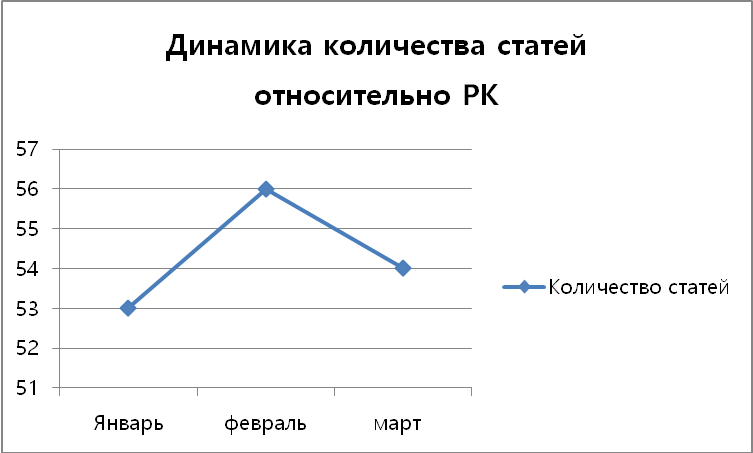 Динамика количества статей
относительно РК
57
56
55
54
53
52
51
Январь февраль март
Количество статей